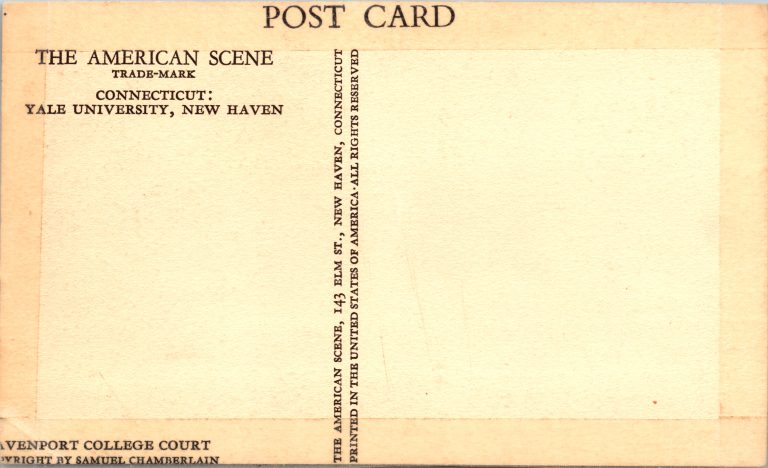 POST CARD
THE AMERICAN SCENE
TRADE-MARK
CONNECTICUT:
YALE UNIVERSITY, NEW HAVEN
THE AMERICAN SCENE, 143 ELM ST., NEW HAVEN, CONNECTICUT
PRINTED IN THE UNITED STATES OF AMERICA·ALL RIGHTS RESERVED
AVENPORT COLLEGE COURT
PYRIGHT BY SAMUEL CHAMBERLAIN